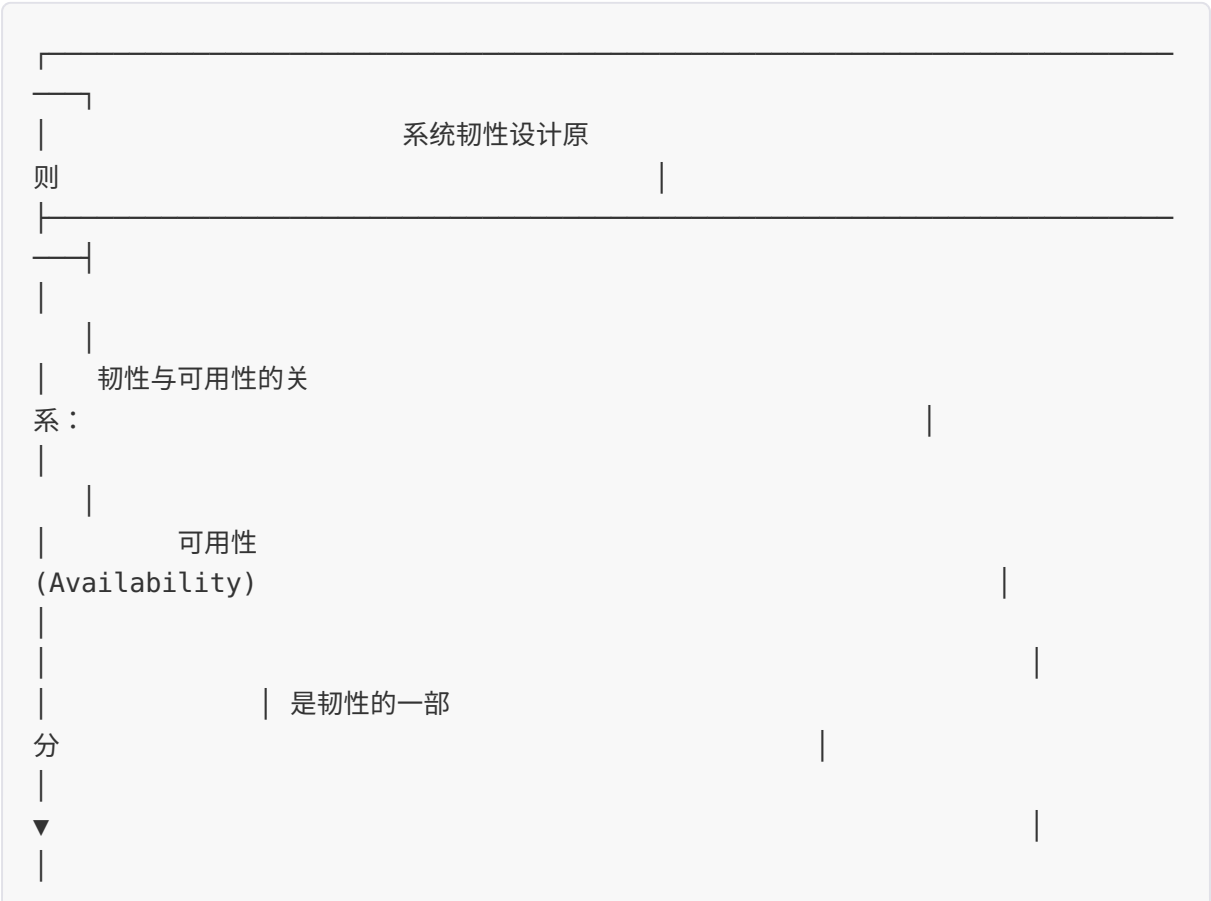 系统韧性设计原
则
韧性与可用性的关
系：
可用性
(Availability)
是韧性的一部
分
▼